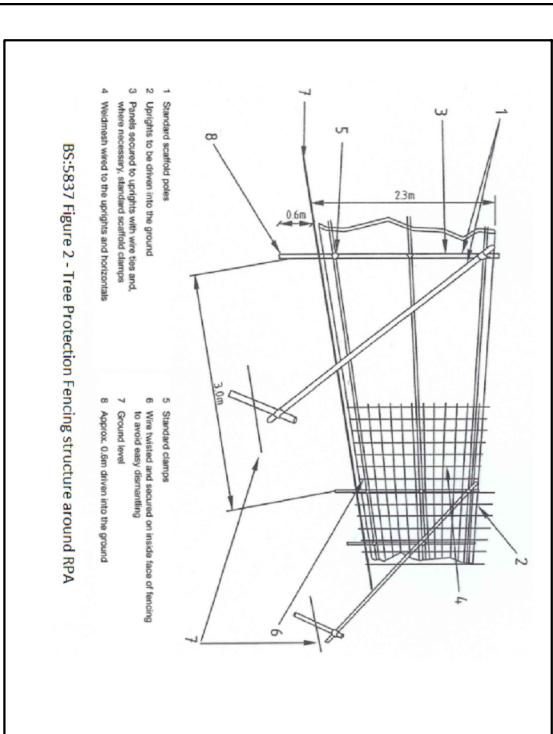 1
2
3
4
5
6
7
7
8
2.3m
0.6m
3.0m
1 Standard scaffold poles
2 Uprights to be driven into the ground
3 Panels secured to uprights with wire ties and,
where necessary, standard scaffold clamps
4 Weldmesh wired to the uprights and horizontals
5 Standard clamps
6 Wire twisted and secured on inside face of fencing
to avoid easy dismantling
7 Ground level
8 Approx. 0.6m driven into the ground
BS:5837 Figure 2 - Tree Protection Fencing structure around RPA